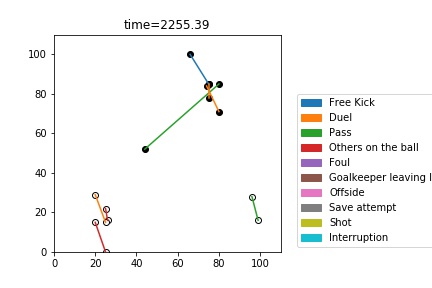 time=2255.39
100
80
60
40
20
0
0 20 40 60 80 100
Free Kick
Duel
Pass
Others on the ball
Foul
Goalkeeper leaving l
Offside
Save attempt
Shot
Interruption